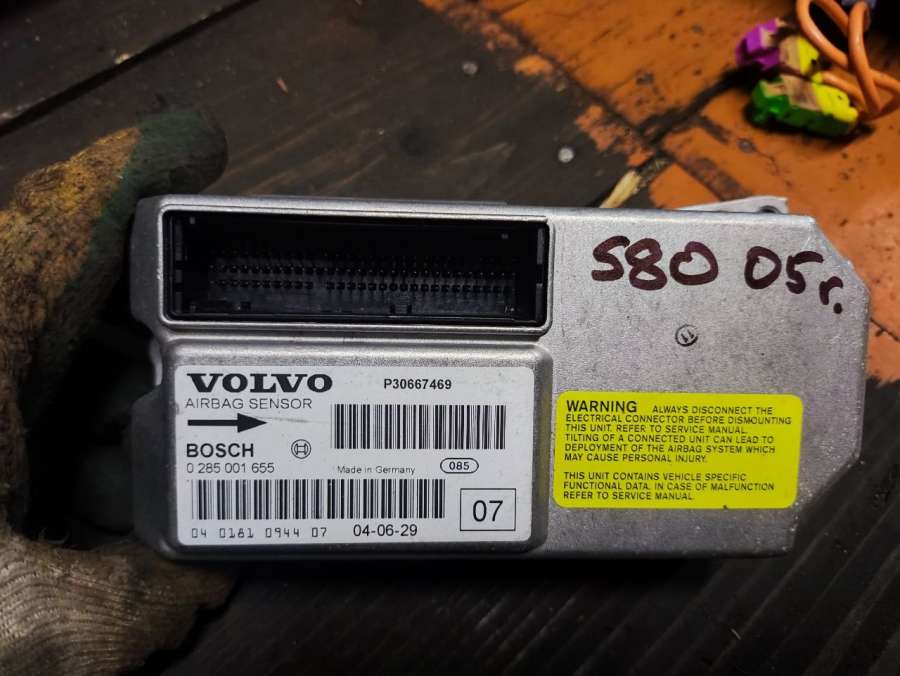 S80 05г.
VOLVO P30667469
AIRBAG SENSOR
BOSCH
0 285 001 655
Made in Germany 085
04 0181 0944 07 04-06-29
07
WARNING ALWAYS DISCONNECT THE
ELECTRICAL CONNECTOR BEFORE DISMOUNTING
THIS UNIT. REFER TO SERVICE MANUAL.
TILTING OF A CONNECTED UNIT CAN LEAD TO
DEPLOYMENT OF THE AIRBAG SYSTEM WHICH
MAY CAUSE PERSONAL INJURY.
THIS UNIT CONTAINS VEHICLE SPECIFIC
FUNCTIONAL DATA. IN CASE OF MALFUNCTION
REFER TO SERVICE MANUAL.